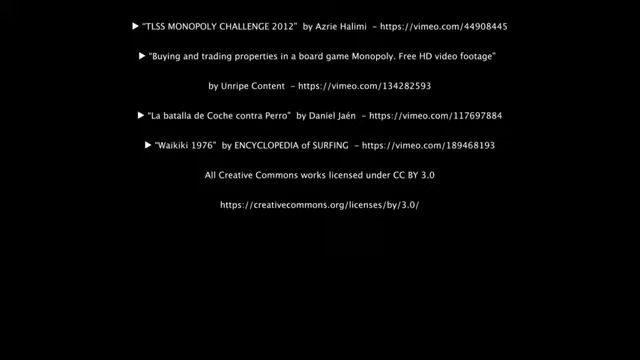 ▶ “TLSS MONOPOLY CHALLENGE 2012” by Azrie Halimi – https://vimeo.com/44908445
▶ “Buying and trading properties in a board game Monopoly. Free HD video footage”
by Unripe Content – https://vimeo.com/134282593
▶ “La batalla de Coche contra Perro” by Daniel Jaén – https://vimeo.com/117697884
▶ “Waikiki 1976” by ENCYCLOPEDIA of SURFING – https://vimeo.com/189468193
All Creative Commons works licensed under CC BY 3.0
https://creativecommons.org/licenses/by/3.0/